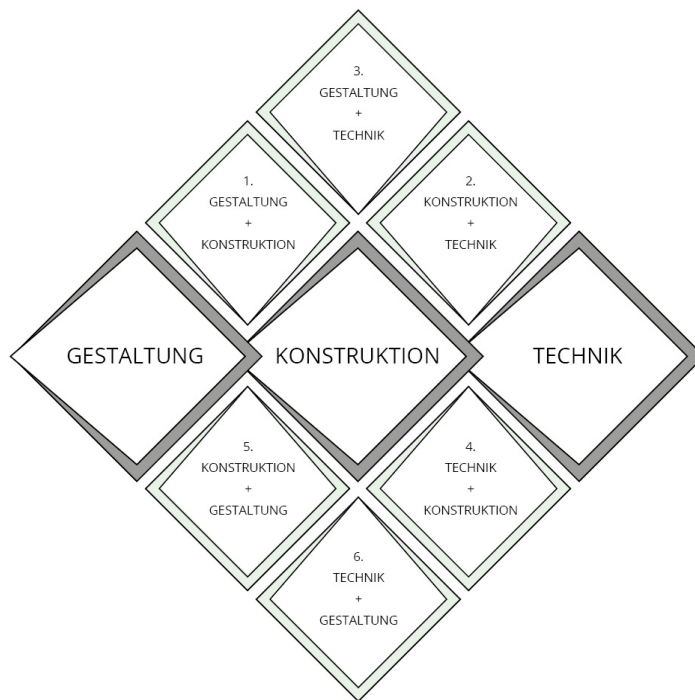 3.
GESTALTUNG
+
TECHNIK
1.
GESTALTUNG
+
KONSTRUKTION
2.
KONSTRUKTION
+
TECHNIK
GESTALTUNG
KONSTRUKTION
TECHNIK
5.
KONSTRUKTION
+
GESTALTUNG
4.
TECHNIK
+
KONSTRUKTION
6.
TECHNIK
+
GESTALTUNG